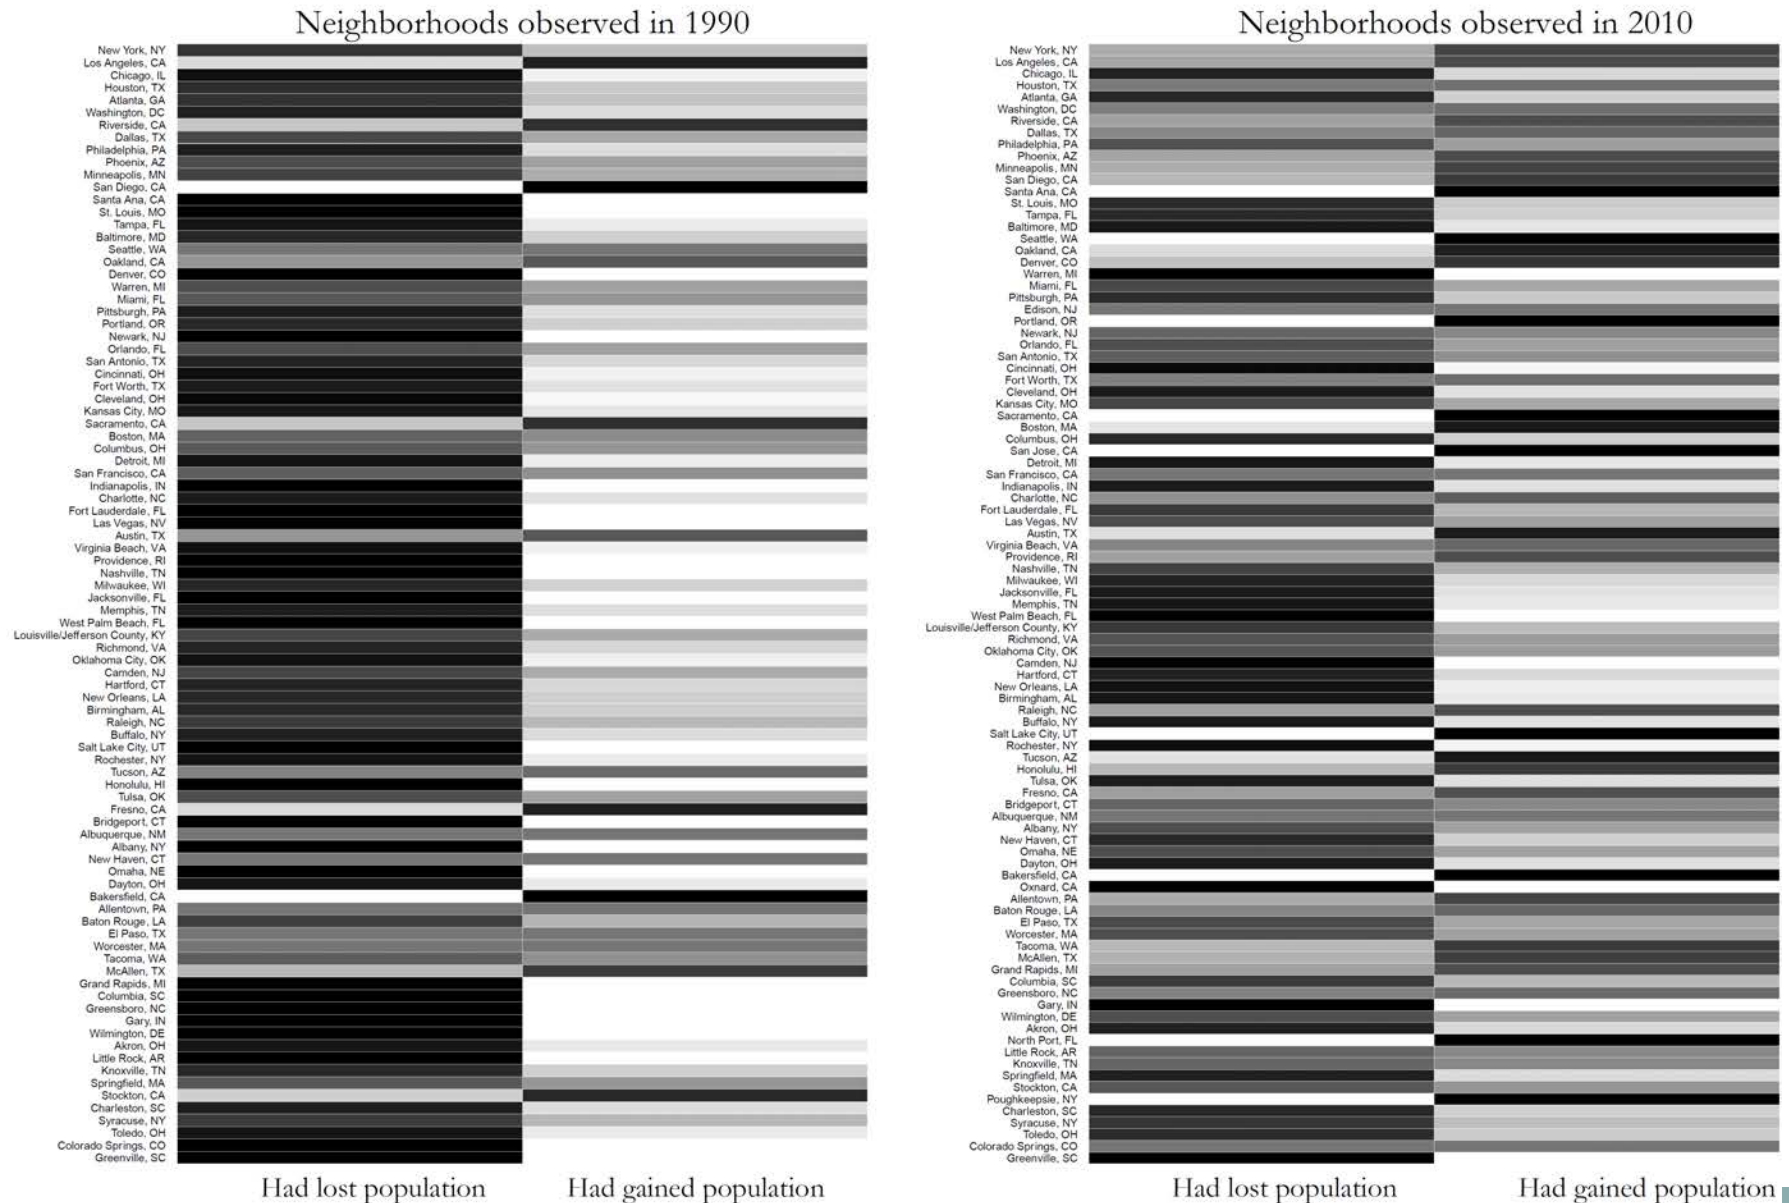 Neighborhoods observed in 1990
New York, NY
Los Angeles, CA
Chicago, IL
Houston, TX
Atlanta, GA
Washington, DC
Riverside, CA
Dallas, TX
Philadelphia, PA
Phoenix, AZ
Minneapolis, MN
San Diego, CA
Santa Ana, CA
St. Louis, MO
Tampa, FL
Baltimore, MD
Seattle, WA
Oakland, CA
Denver, CO
Warren, MI
Miami, FL
Pittsburgh, PA
Portland, OR
Newark, NJ
Orlando, FL
San Antonio, TX
Cincinnati, OH
Fort Worth, TX
Cleveland, OH
Kansas City, MO
Sacramento, CA
Boston, MA
Columbus, OH
Detroit, MI
San Francisco, CA
Indianapolis, IN
Charlotte, NC
Fort Lauderdale, FL
Las Vegas, NV
Austin, TX
Virginia Beach, VA
Providence, RI
Nashville, TN
Milwaukee, WI
Jacksonville, FL
Memphis, TN
West Palm Beach, FL
Louisville/Jefferson County, KY
Richmond, VA
Oklahoma City, OK
Camden, NJ
Hartford, CT
New Orleans, LA
Birmingham, AL
Raleigh, NC
Buffalo, NY
Salt Lake City, UT
Rochester, NY
Tucson, AZ
Honolulu, HI
Tulsa, OK
Fresno, CA
Bridgeport, CT
Albuquerque, NM
Albany, NY
New Haven, CT
Omaha, NE
Dayton, OH
Bakersfield, CA
Allentown, PA
Baton Rouge, LA
El Paso, TX
Worcester, MA
Tacoma, WA
McAllen, TX
Grand Rapids, MI
Columbia, SC
Greensboro, NC
Gary, IN
Wilmington, DE
Akron, OH
Little Rock, AR
Knoxville, TN
Springfield, MA
Stockton, CA
Charleston, SC
Syracuse, NY
Toledo, OH
Colorado Springs, CO
Greenville, SC
Had lost population
Had gained population
Neighborhoods observed in 2010
New York, NY
Los Angeles, CA
Chicago, IL
Houston, TX
Atlanta, GA
Washington, DC
Riverside, CA
Dallas, TX
Philadelphia, PA
Phoenix, AZ
Minneapolis, MN
San Diego, CA
Santa Ana, CA
St. Louis, MO
Tampa, FL
Baltimore, MD
Seattle, WA
Oakland, CA
Denver, CO
Warren, MI
Miami, FL
Pittsburgh, PA
Edison, NJ
Portland, OR
Newark, NJ
Orlando, FL
San Antonio, TX
Cincinnati, OH
Fort Worth, TX
Cleveland, OH
Kansas City, MO
Sacramento, CA
Boston, MA
Columbus, OH
San Jose, CA
Detroit, MI
San Francisco, CA
Indianapolis, IN
Charlotte, NC
Fort Lauderdale, FL
Las Vegas, NV
Austin, TX
Virginia Beach, VA
Providence, RI
Nashville, TN
Milwaukee, WI
Jacksonville, FL
Memphis, TN
West Palm Beach, FL
Louisville/Jefferson County, KY
Richmond, VA
Oklahoma City, OK
Camden, NJ
Hartford, CT
New Orleans, LA
Birmingham, AL
Raleigh, NC
Buffalo, NY
Salt Lake City, UT
Rochester, NY
Tucson, AZ
Honolulu, HI
Tulsa, OK
Fresno, CA
Bridgeport, CT
Albuquerque, NM
Albany, NY
New Haven, CT
Omaha, NE
Dayton, OH
Bakersfield, CA
Oxnard, CA
Allentown, PA
Baton Rouge, LA
El Paso, TX
Worcester, MA
Tacoma, WA
McAllen, TX
Grand Rapids, MI
Columbia, SC
Greensboro, NC
Gary, IN
Wilmington, DE
Akron, OH
North Port, FL
Little Rock, AR
Knoxville, TN
Springfield, MA
Stockton, CA
Poughkeepsie, NY
Charleston, SC
Syracuse, NY
Toledo, OH
Colorado Springs, CO
Greenville, SC
Had lost population
Had gained population